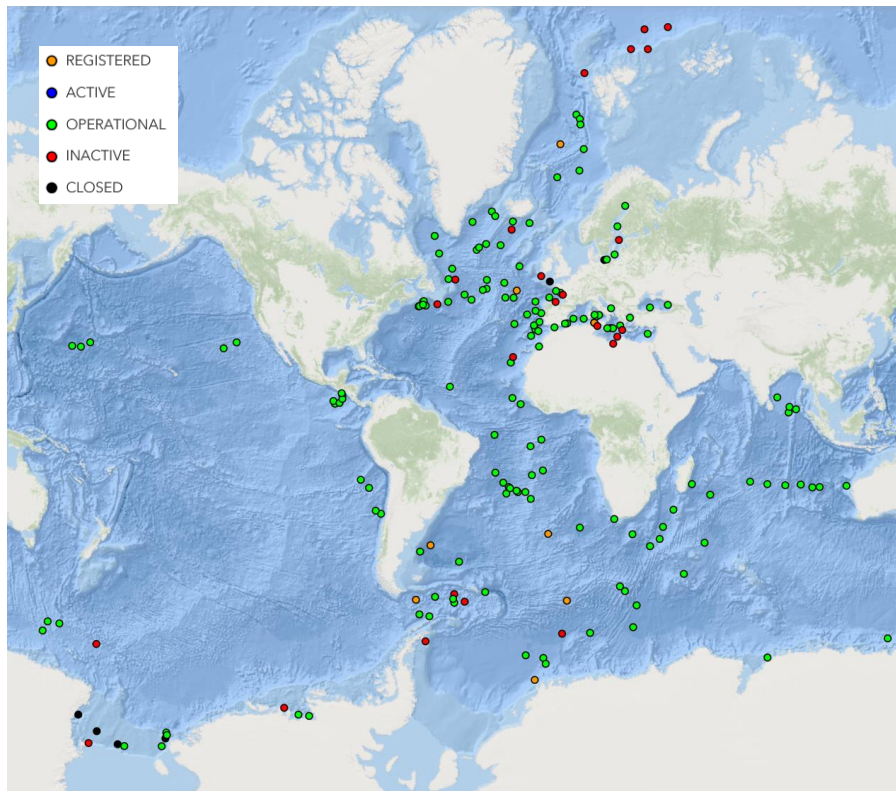 REGISTERED
ACTIVE
OPERATIONAL
INACTIVE
CLOSED